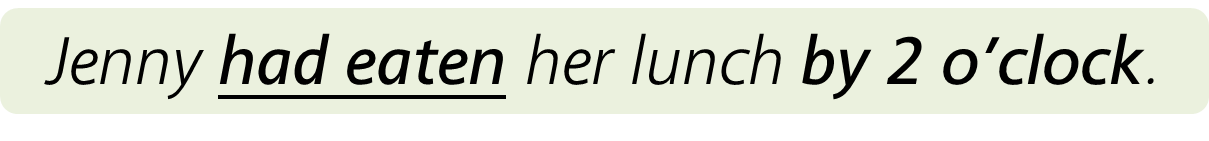 Jenny had eaten her lunch by 2 o’clock.